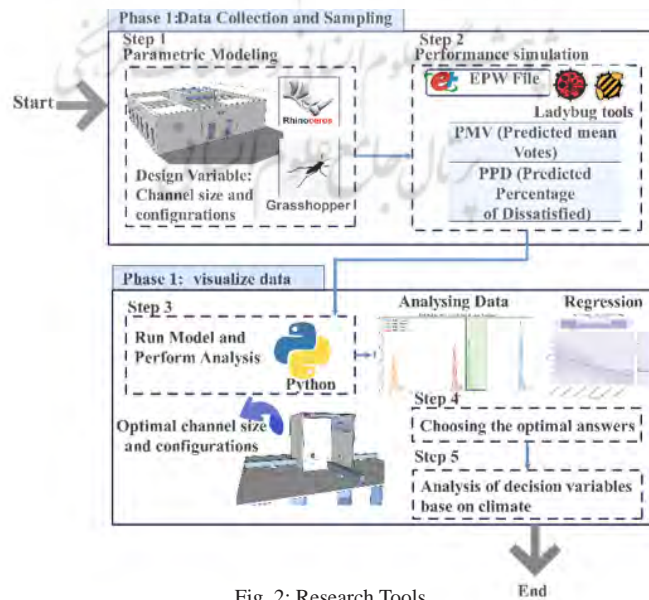 Phase 1:Data Collection and Sampling
Start
Step 1
Parametric Modeling
Rhinoceros
Design Variable:
Channel size and
configurations
Grasshopper
Step 2
Performance simulation
EPW File
Ladybug tools
PMV (Predicted mean
Votes)
PPD (Predicted
Percentage
of Dissatisfied)
Phase 1: visualize data
Step 3
Run Model and
Perform Analysis
Python
Analysing Data
Regression
Optimal channel size
and configurations
Step 4
Choosing the optimal answers
Step 5
Analysis of decision variables
base on climate
End
Fig. 2: Research Tools